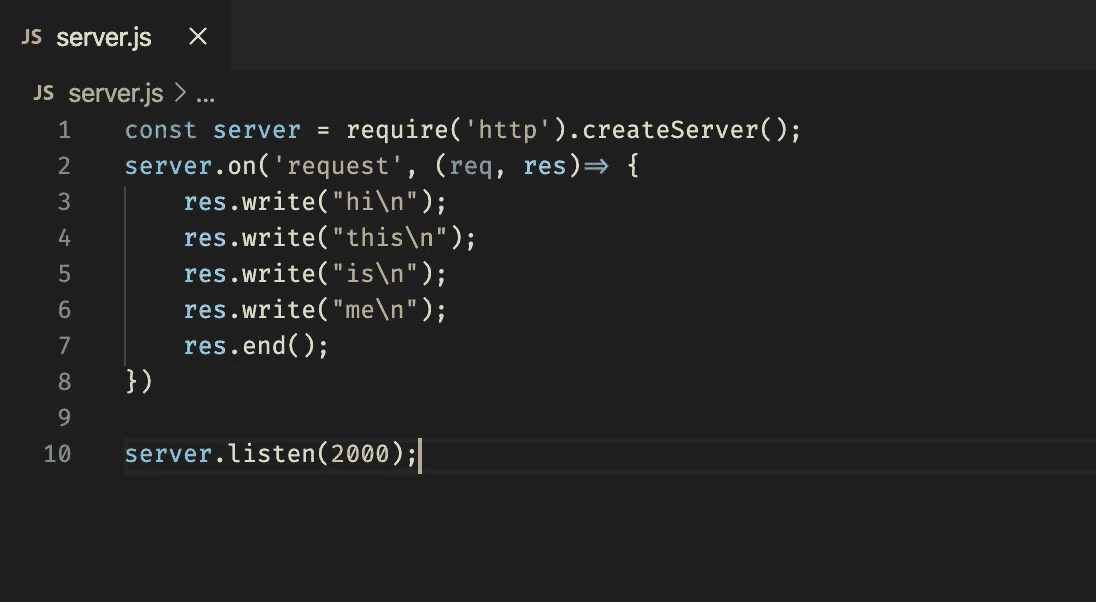 JS server.js ×
JS server.js > ...
1 const server = require('http').createServer();
2 server.on('request', (req, res)=> {
3     res.write("hi\n");
4     res.write("this\n");
5     res.write("is\n");
6     res.write("me\n");
7     res.end();
8 })
9
10 server.listen(2000);